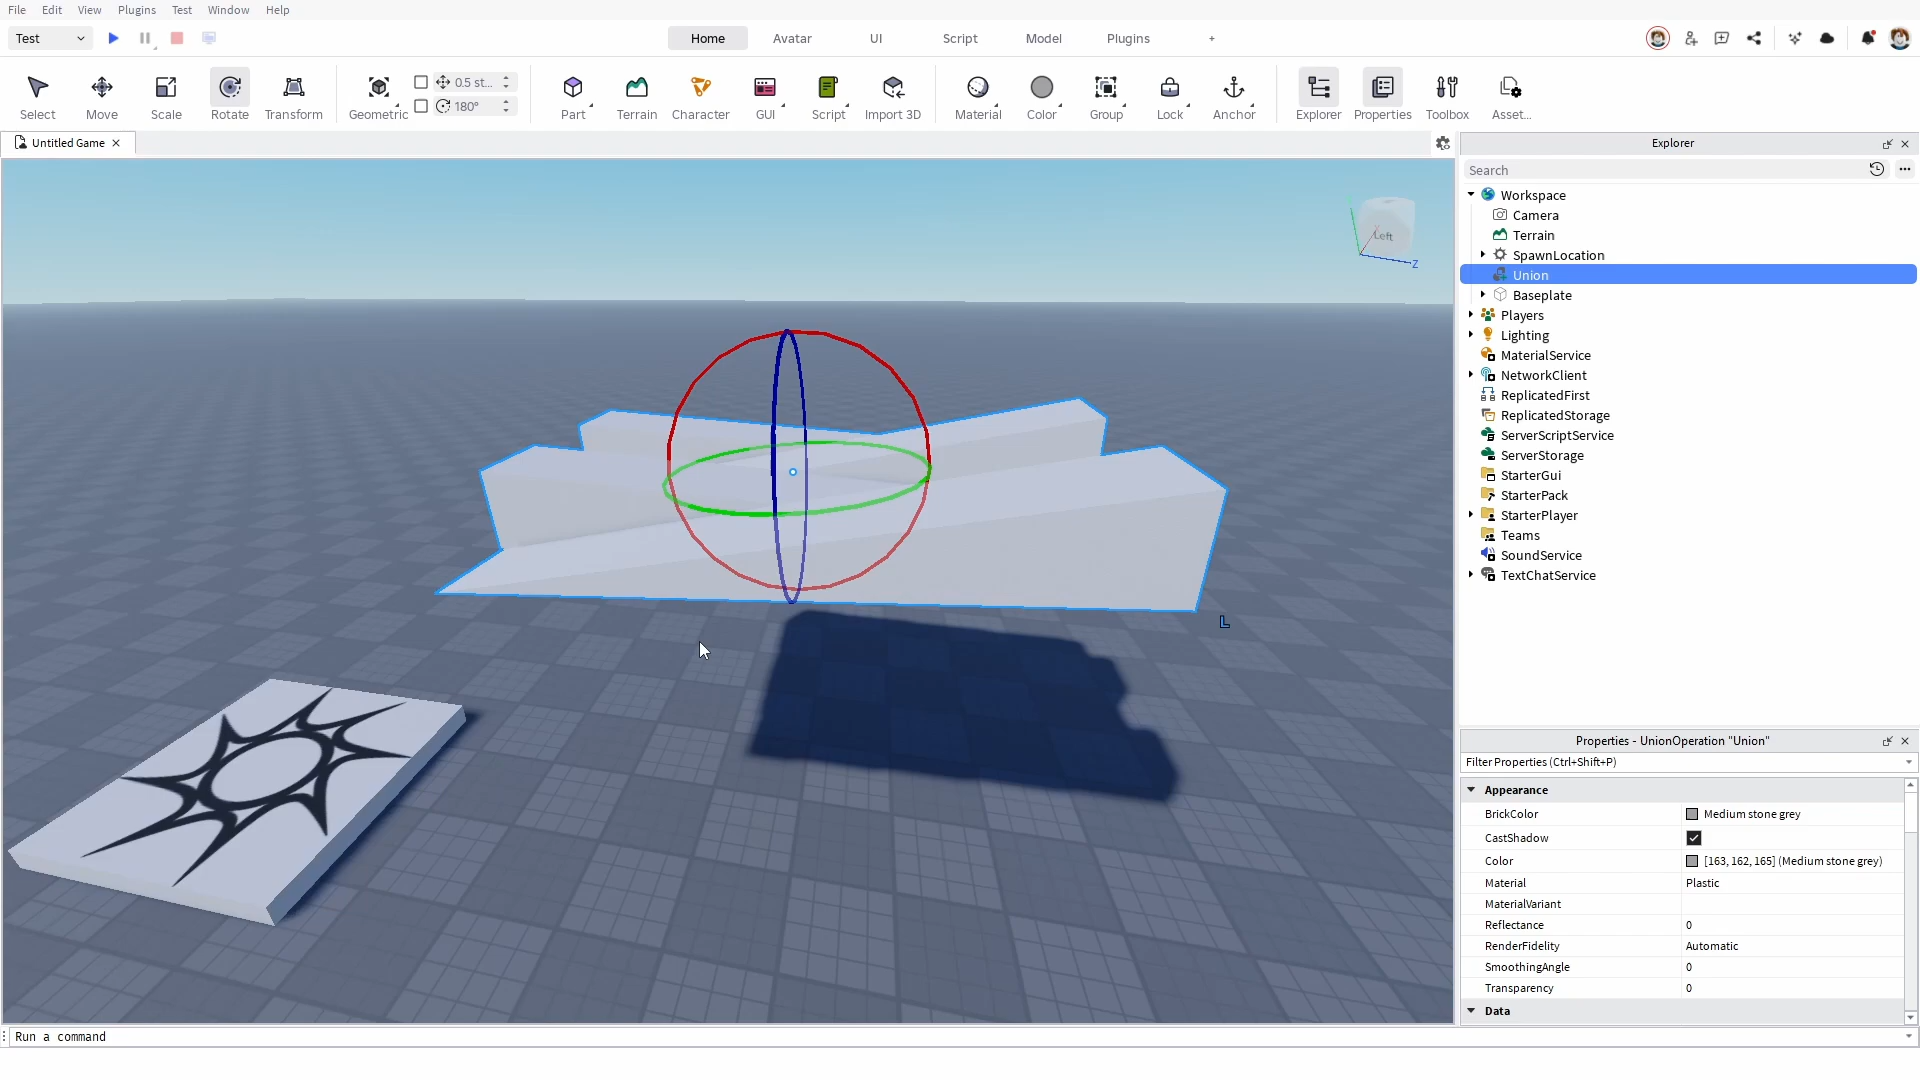 File Edit View Plugins Test Window Help
Test Home Avatar UI Script Model Plugins +
0.5 st...
180°
Select Move Scale Rotate Transform Geometric Part Terrain Character GUI Script Import 3D Material Color Group Lock Anchor Explorer Properties Toolbox Asset...
Untitled Game
Left
Z
L
Explorer
Search
Workspace
Camera
Terrain
SpawnLocation
Union
Baseplate
Players
Lighting
MaterialService
NetworkClient
ReplicatedFirst
ReplicatedStorage
ServerScriptService
ServerStorage
StarterGui
StarterPack
StarterPlayer
Teams
SoundService
TextChatService
Properties - UnionOperation "Union"
Filter Properties (Ctrl+Shift+P)
Appearance
BrickColor Medium stone grey
CastShadow
Color [163, 162, 165] (Medium stone grey)
Material Plastic
MaterialVariant
Reflectance 0
RenderFidelity Automatic
SmoothingAngle 0
Transparency 0
Data
Run a command